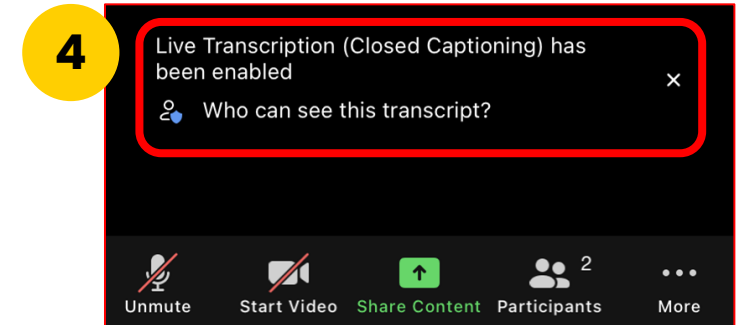 4
Live Transcription (Closed Captioning) has
been enabled
Who can see this transcript?
2
Unmute Start Video Share Content Participants More